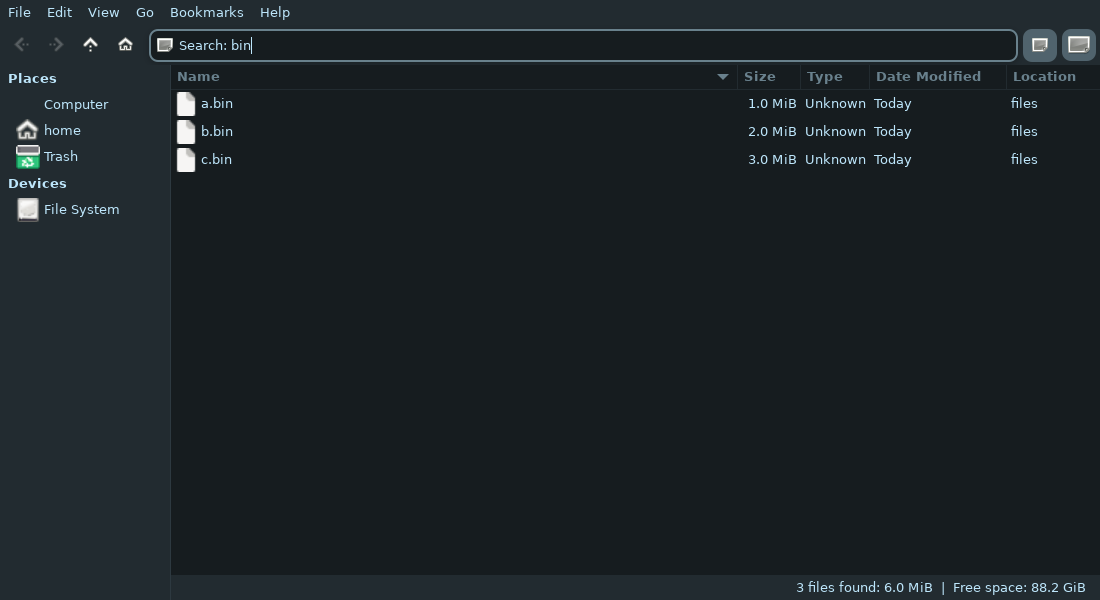 File Edit View Go Bookmarks Help
Search: bin
Places
Computer
home
Trash
Devices
File System
Name Size Type Date Modified Location
a.bin 1.0 MiB Unknown Today files
b.bin 2.0 MiB Unknown Today files
c.bin 3.0 MiB Unknown Today files
3 files found: 6.0 MiB | Free space: 88.2 GiB